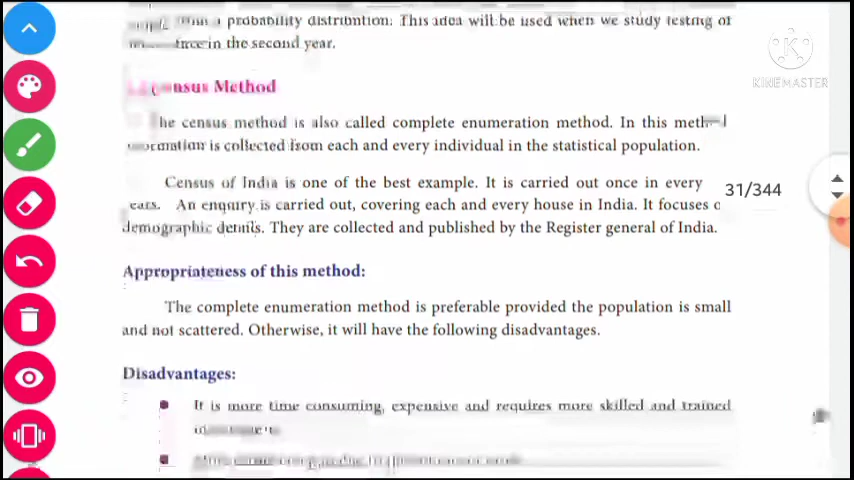 a probability distribution. This idea will be used when we study testing of
in the second year.
KINEMASTER
Census Method
The census method is also called complete enumeration method. In this method
information is collected from each and every individual in the statistical population.
Census of India is one of the best example. It is carried out once in every
31/344
years. An enquiry is carried out, covering each and every house in India. It focuses
demographic details. They are collected and published by the Register general of India.
Appropriateness of this method:
The complete enumeration method is preferable provided the population is small
and not scattered. Otherwise, it will have the following disadvantages.
Disadvantages:
It is more time consuming, expensive and requires more skilled and trained